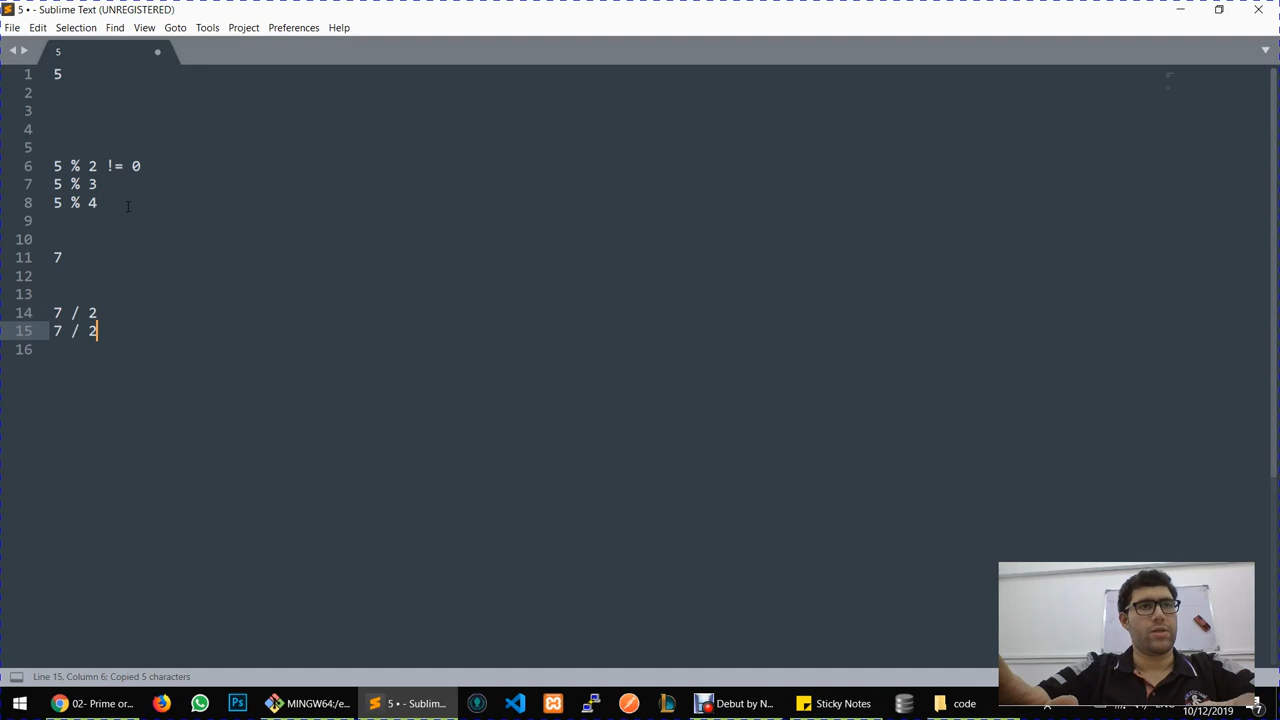 5 • - Sublime Text (UNREGISTERED)
File Edit Selection Find View Goto Tools Project Preferences Help
5
1 5
2
3
4
5
6 5 % 2 != 0
7 5 % 3
8 5 % 4
9
10
11 7
12
13
14 7 / 2
15 7 / 2
16
Line 15, Column 6; Copied 5 characters
02- Prime or...
MINGW64:/e...
5 • - Sublim...
Debut by N...
Sticky Notes
code
10/12/2019